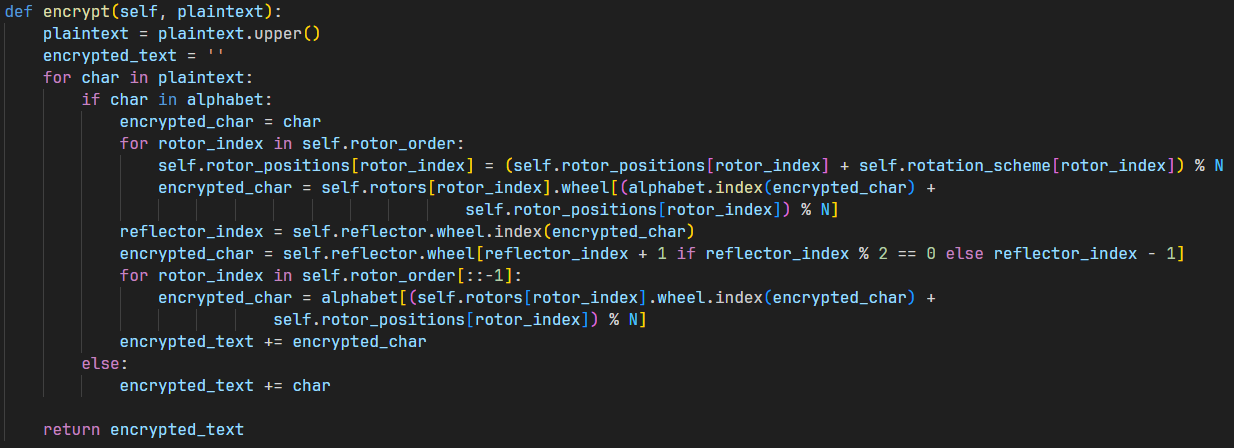 def encrypt(self, plaintext):
    plaintext = plaintext.upper()
    encrypted_text = ''
    for char in plaintext:
        if char in alphabet:
            encrypted_char = char
            for rotor_index in self.rotor_order:
                self.rotor_positions[rotor_index] = (self.rotor_positions[rotor_index] + self.rotation_scheme[rotor_index]) % N
                encrypted_char = self.rotors[rotor_index].wheel[(alphabet.index(encrypted_char) +
                                                self.rotor_positions[rotor_index]) % N]
            reflector_index = self.reflector.wheel.index(encrypted_char)
            encrypted_char = self.reflector.wheel[reflector_index + 1 if reflector_index % 2 == 0 else reflector_index - 1]
            for rotor_index in self.rotor_order[::-1]:
                encrypted_char = alphabet[(self.rotors[rotor_index].wheel.index(encrypted_char) +
                            self.rotor_positions[rotor_index]) % N]
            encrypted_text += encrypted_char
        else:
            encrypted_text += char

    return encrypted_text